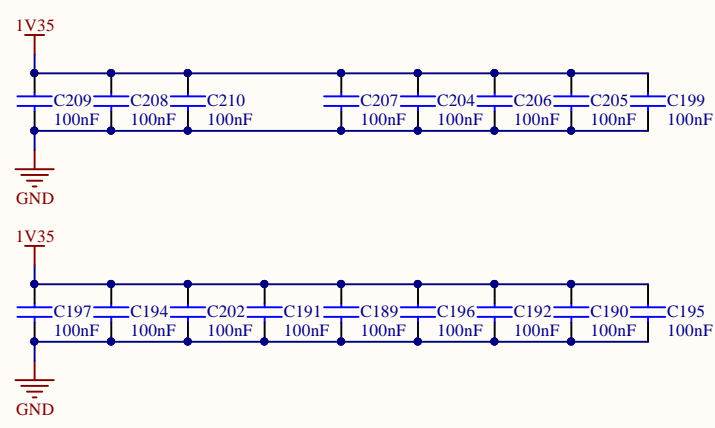 1V35
C209 C208 C210 C207 C204 C206 C205 C199
100nF 100nF 100nF 100nF 100nF 100nF 100nF 100nF
GND
1V35
C197 C194 C202 C191 C189 C196 C192 C190 C195
100nF 100nF 100nF 100nF 100nF 100nF 100nF 100nF 100nF
GND